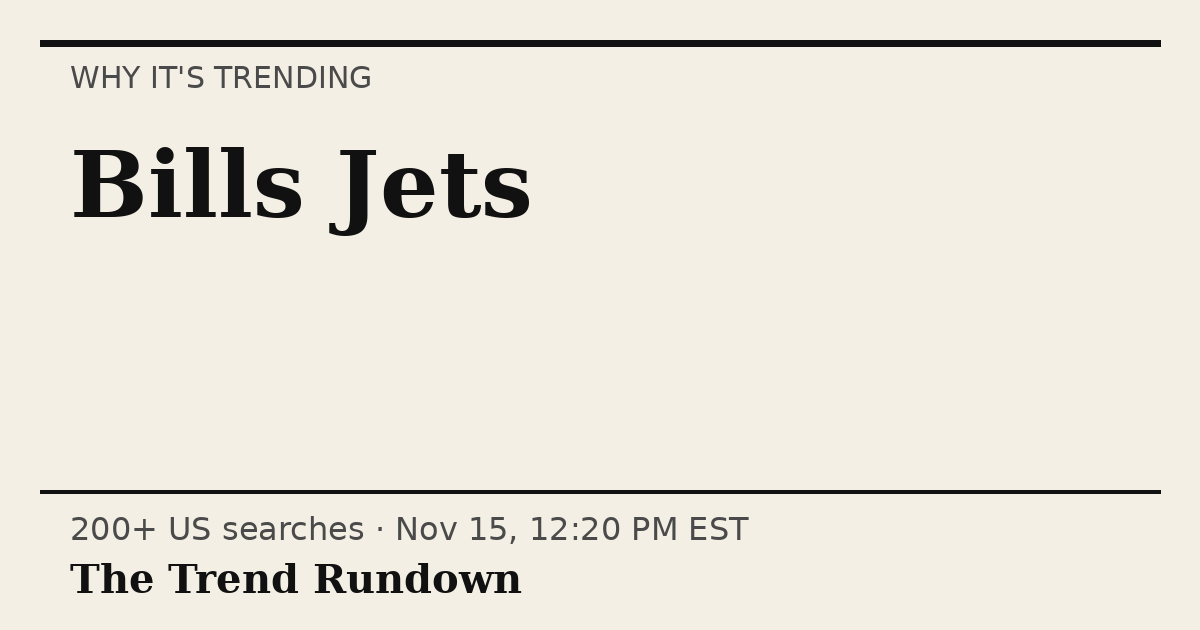 WHY IT'S TRENDING
Bills Jets
200+ US searches · Nov 15, 12:20 PM EST
The Trend Rundown